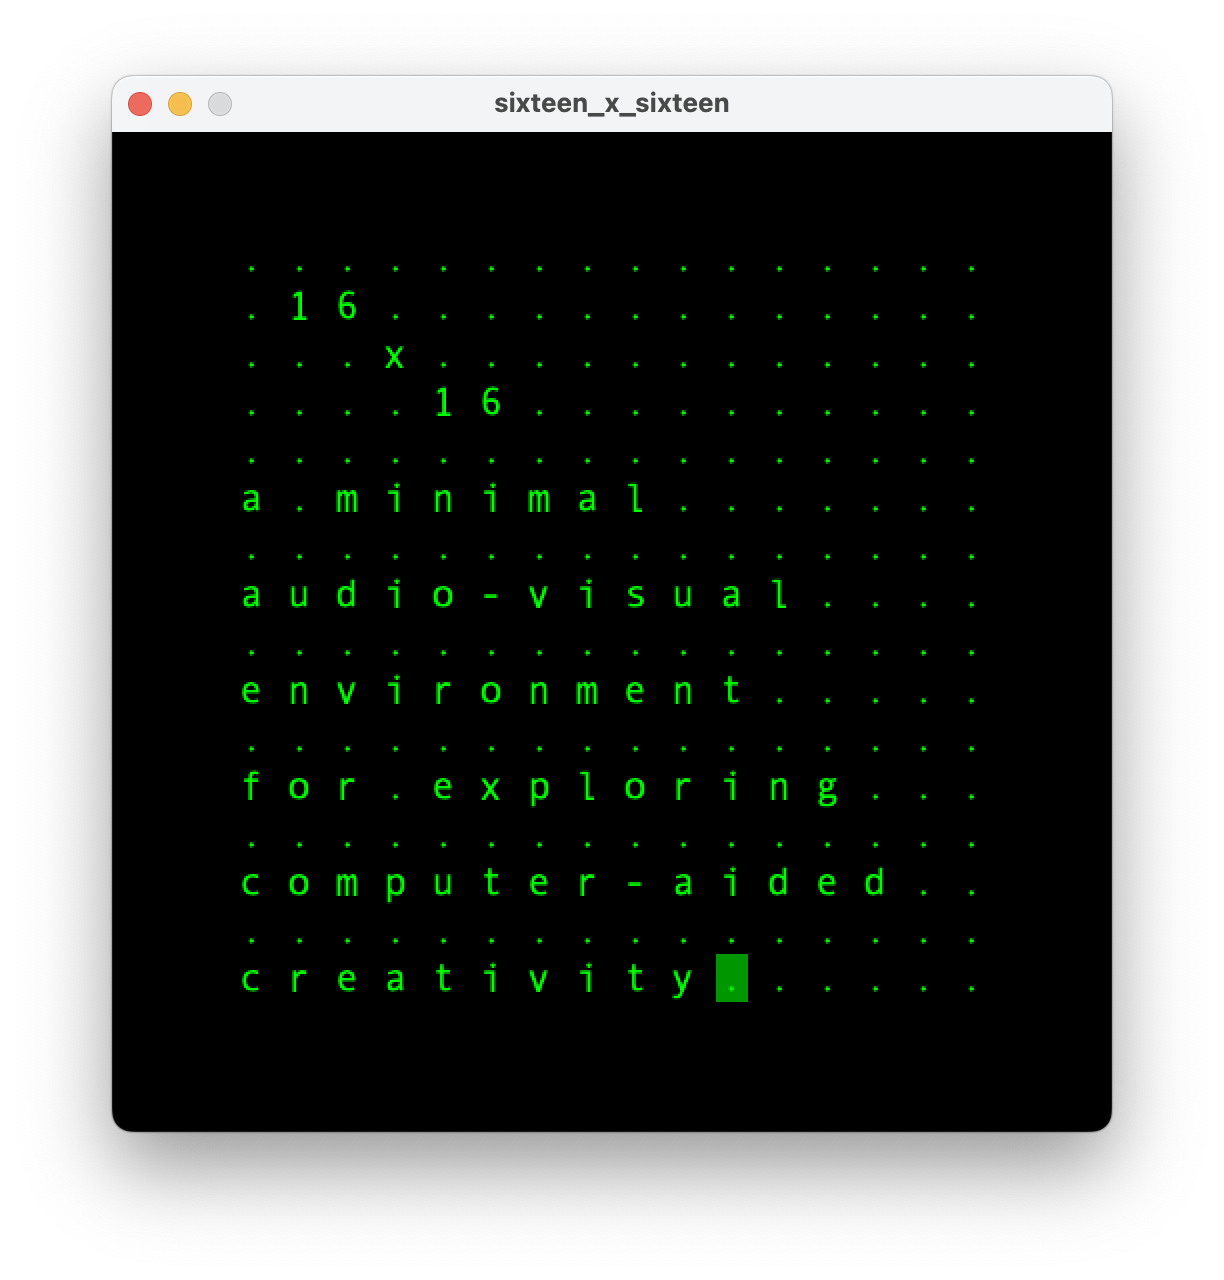 sixteen_x_sixteen
. . . . . . . . . . . . . . . .
. 1 6 . . . . . . . . . . . . .
. . . x . . . . . . . . . . . .
. . . . 1 6 . . . . . . . . . .
. . . . . . . . . . . . . . . .
a . m i n i m a l . . . . . . .
. . . . . . . . . . . . . . . .
a u d i o - v i s u a l . . . .
. . . . . . . . . . . . . . . .
e n v i r o n m e n t . . . . .
. . . . . . . . . . . . . . . .
f o r . e x p l o r i n g . . .
. . . . . . . . . . . . . . . .
c o m p u t e r - a i d e d . .
. . . . . . . . . . . . . . . .
c r e a t i v i t y . . . . . .